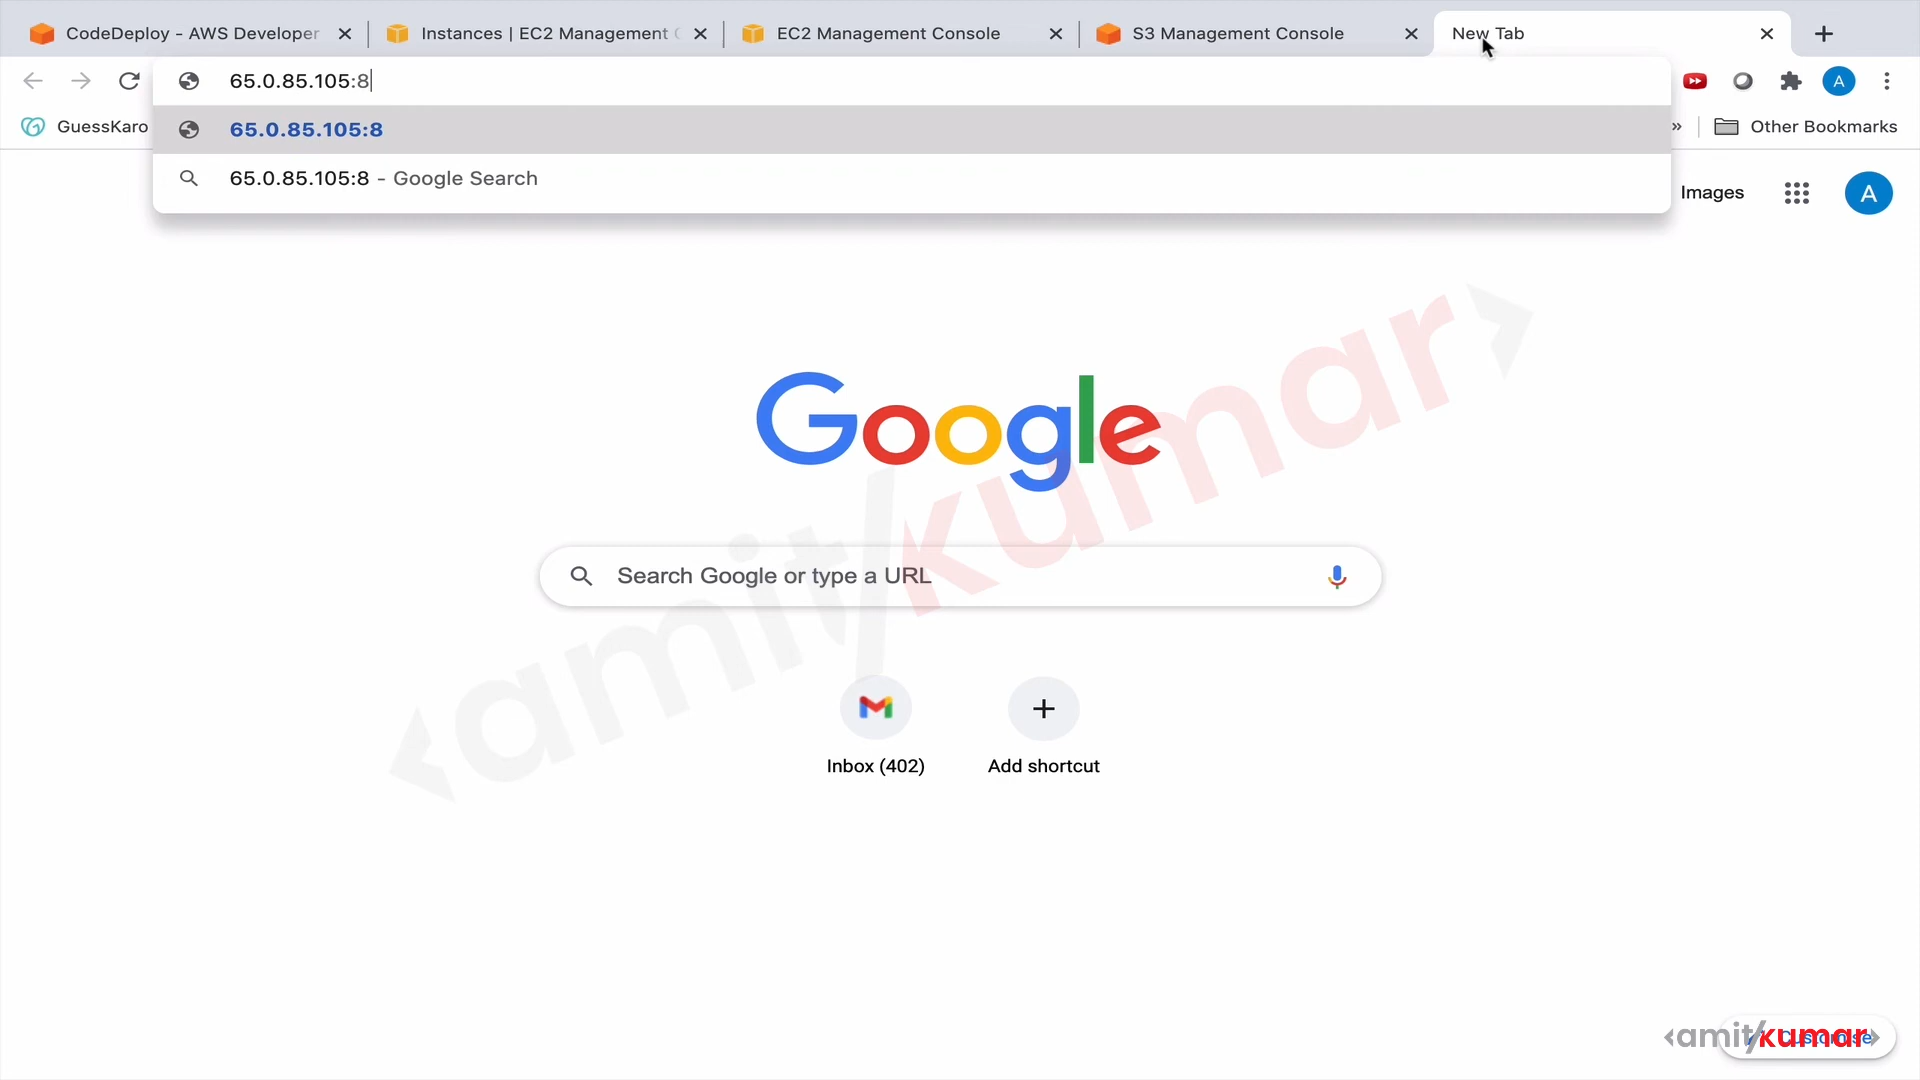 CodeDeploy - AWS Developer
Instances | EC2 Management C
EC2 Management Console
S3 Management Console
New Tab
65.0.85.105:8
A
GuessKaro
65.0.85.105:8
» Other Bookmarks
65.0.85.105:8 - Google Search
Images
A
Google
Search Google or type a URL
<amit/kumar>
Inbox (402)
Add shortcut
<amit/kumar>